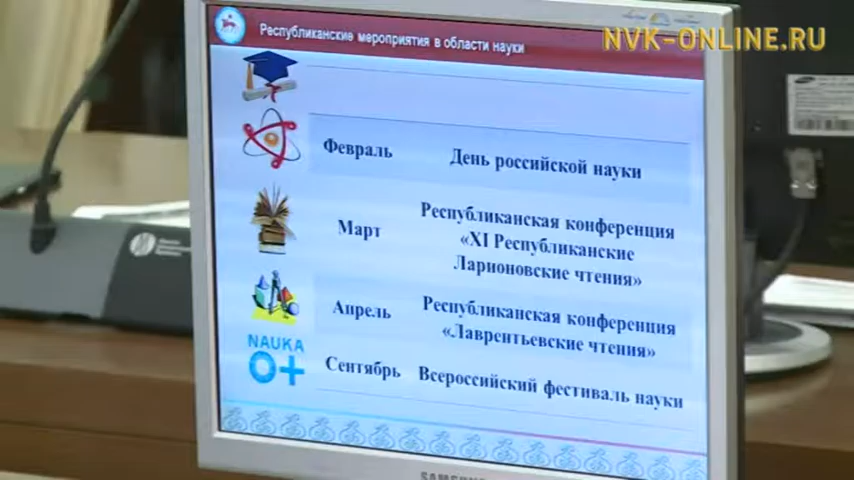 NVK-ONLINE.RU
Республиканские мероприятия в области науки
Февраль
День российской науки
Март
Республиканская конференция
«XI Республиканские
Ларионовские чтения»
Апрель
Республиканская конференция
«Лаврентьевские чтения»
NAUKA
0+
Сентябрь
Всероссийский фестиваль науки
SAMSUNG